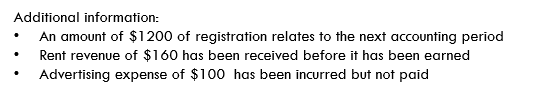 Additional information:
• An amount of $1200 of registration relates to the next accounting period
• Rent revenue of $160 has been received before it has been earned
• Advertising expense of $100 has been incurred but not paid